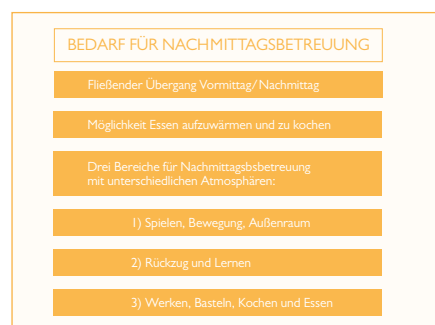 BEDARF FÜR NACHMITTAGSBETREUUNG
Fließender Übergang Vormittag/Nachmittag
Möglichkeit Essen aufzuwärmen und zu kochen
Drei Bereiche für Nachmittagsbsbetreuung
mit unterschiedlichen Atmosphären:
1) Spielen, Bewegung, Außenraum
2) Rückzug und Lernen
3) Werken, Basteln, Kochen und Essen